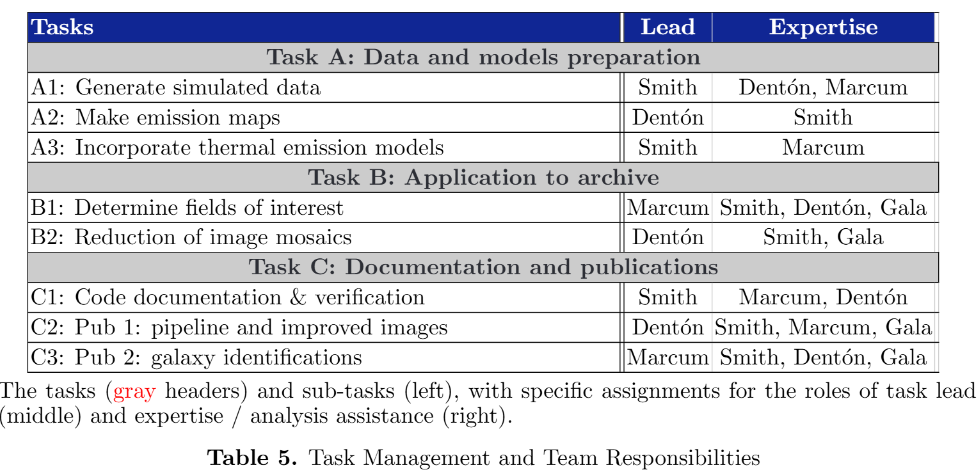 Tasks Lead Expertise
Task A: Data and models preparation
A1: Generate simulated data Smith Dentón, Marcum
A2: Make emission maps Dentón Smith
A3: Incorporate thermal emission models Smith Marcum
Task B: Application to archive
B1: Determine fields of interest Marcum Smith, Dentón, Gala
B2: Reduction of image mosaics Dentón Smith, Gala
Task C: Documentation and publications
C1: Code documentation & verification Smith Marcum, Dentón
C2: Pub 1: pipeline and improved images Dentón Smith, Marcum, Gala
C3: Pub 2: galaxy identifications Marcum Smith, Dentón, Gala
The tasks (gray headers) and sub-tasks (left), with specific assignments for the roles of task lead
(middle) and expertise / analysis assistance (right).
Table 5. Task Management and Team Responsibilities